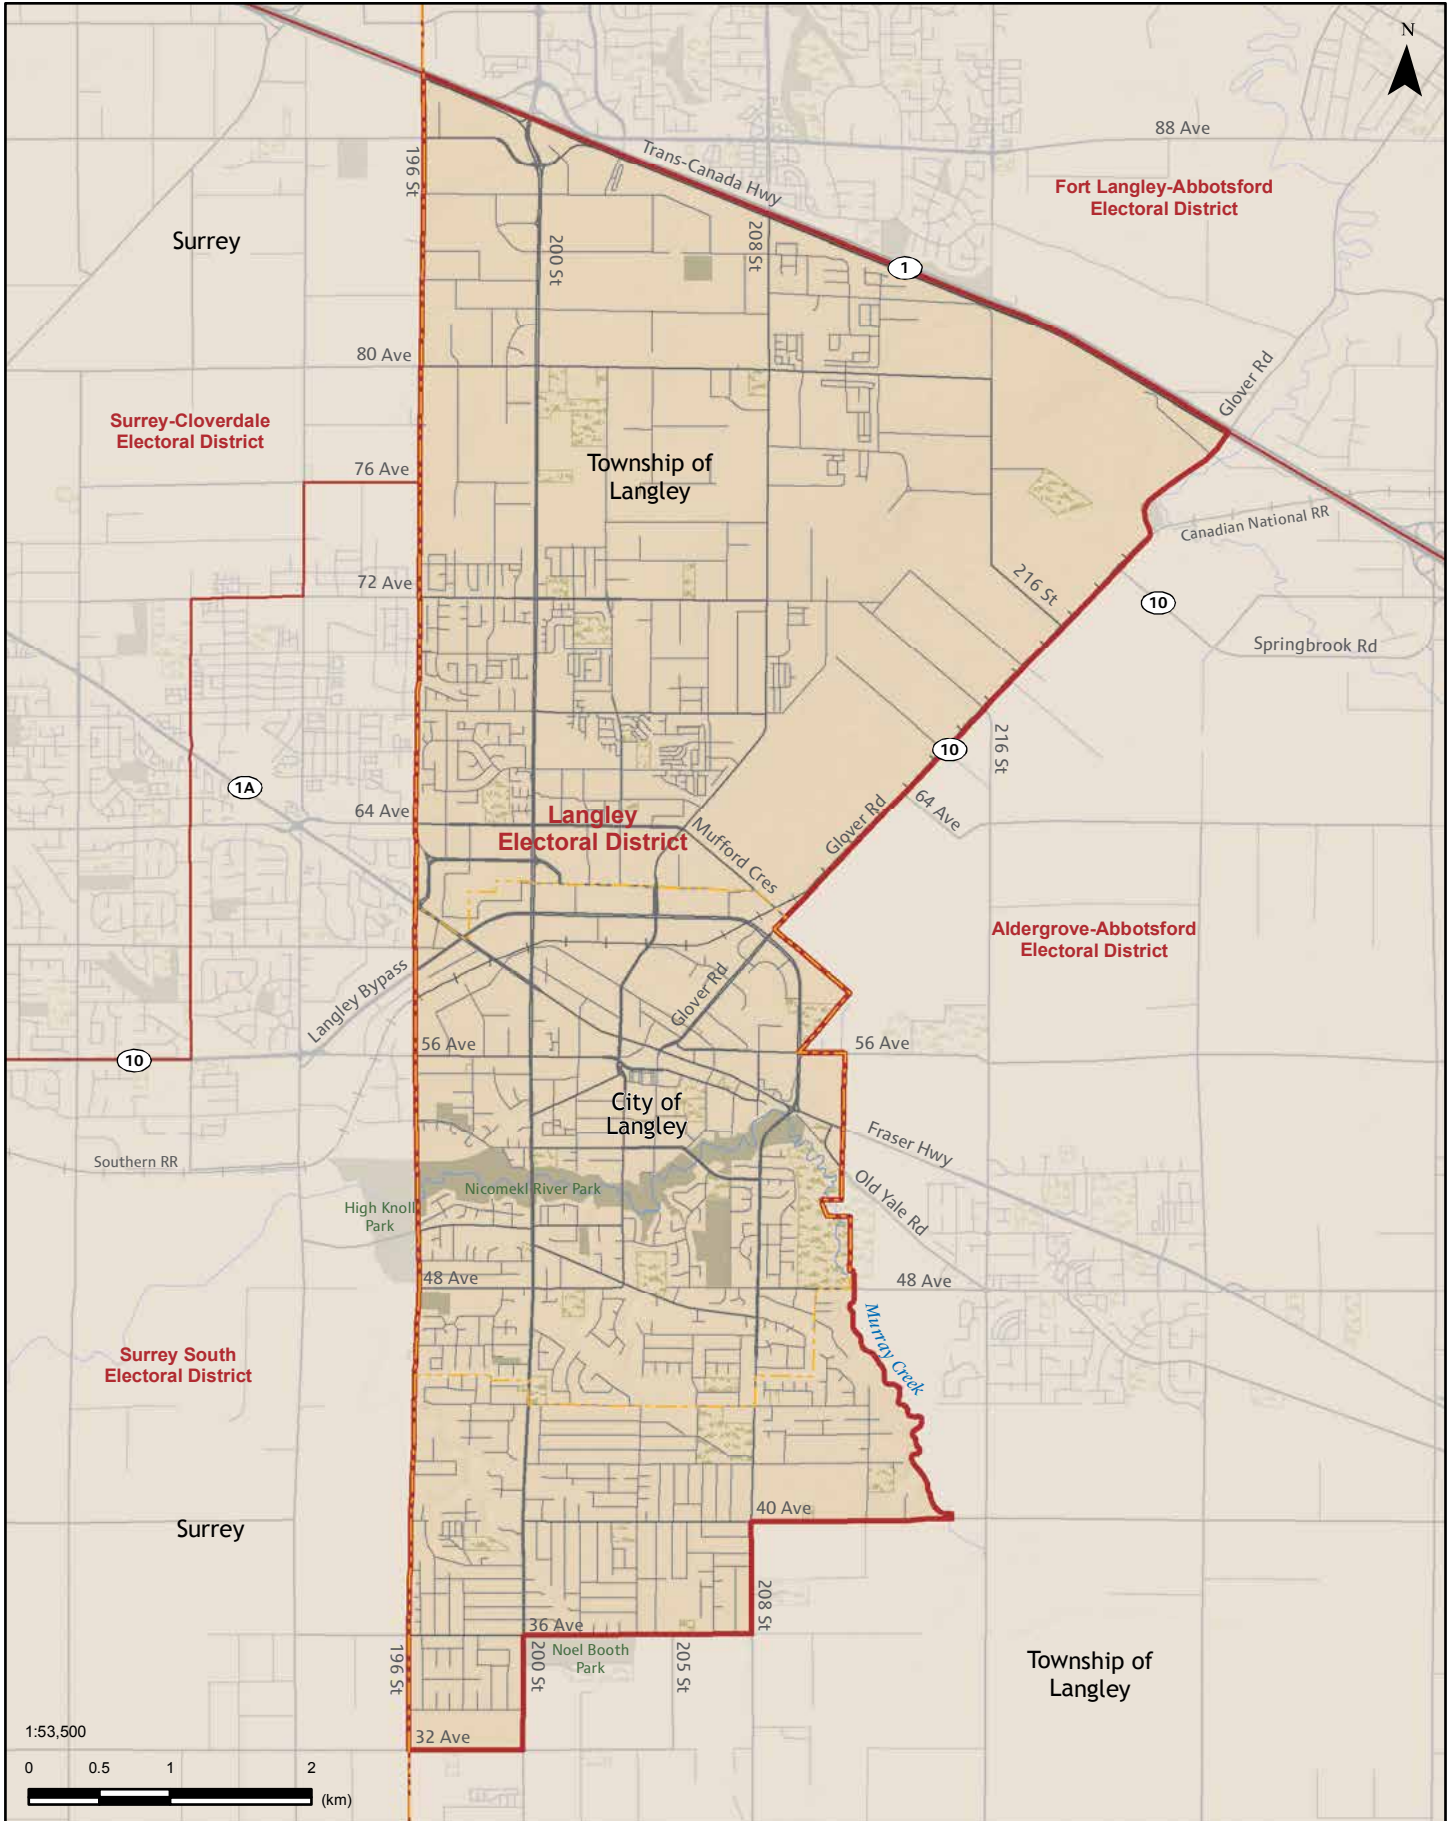 N
88 Ave
Trans-Canada Hwy
196 St
Fort Langley-Abbotsford
Electoral District
Surrey
200 St
208 St
1
80 Ave
Glover Rd
Surrey-Cloverdale
Electoral District
76 Ave
Township of
Langley
Canadian National RR
72 Ave
216 St
10
Springbrook Rd
216 St
10
1A
64 Ave
64 Ave
Langley
Electoral District
Mufford Cres
Glover Rd
Aldergrove-Abbotsford
Electoral District
Langley Bypass
Glover Rd
56 Ave
56 Ave
10
City of
Langley
Fraser Hwy
Southern RR
Nicomekl River Park
Old Yale Rd
High Knoll
Park
48 Ave
48 Ave
Murray Creek
Surrey South
Electoral District
40 Ave
Surrey
208 St
36 Ave
196 St
200 St
Noel Booth
Park
205 St
Township of
Langley
32 Ave
1:53,500
0 0.5 1 2
(km)